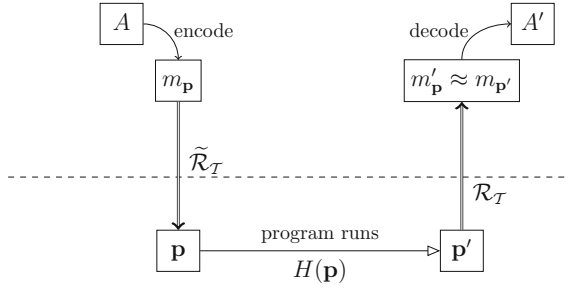 A
encode
decode
A′
m_𝐩
m′_𝐩 ≈ m_𝐩′
R̃_T
R_T
𝐩
program runs
H(𝐩)
𝐩′